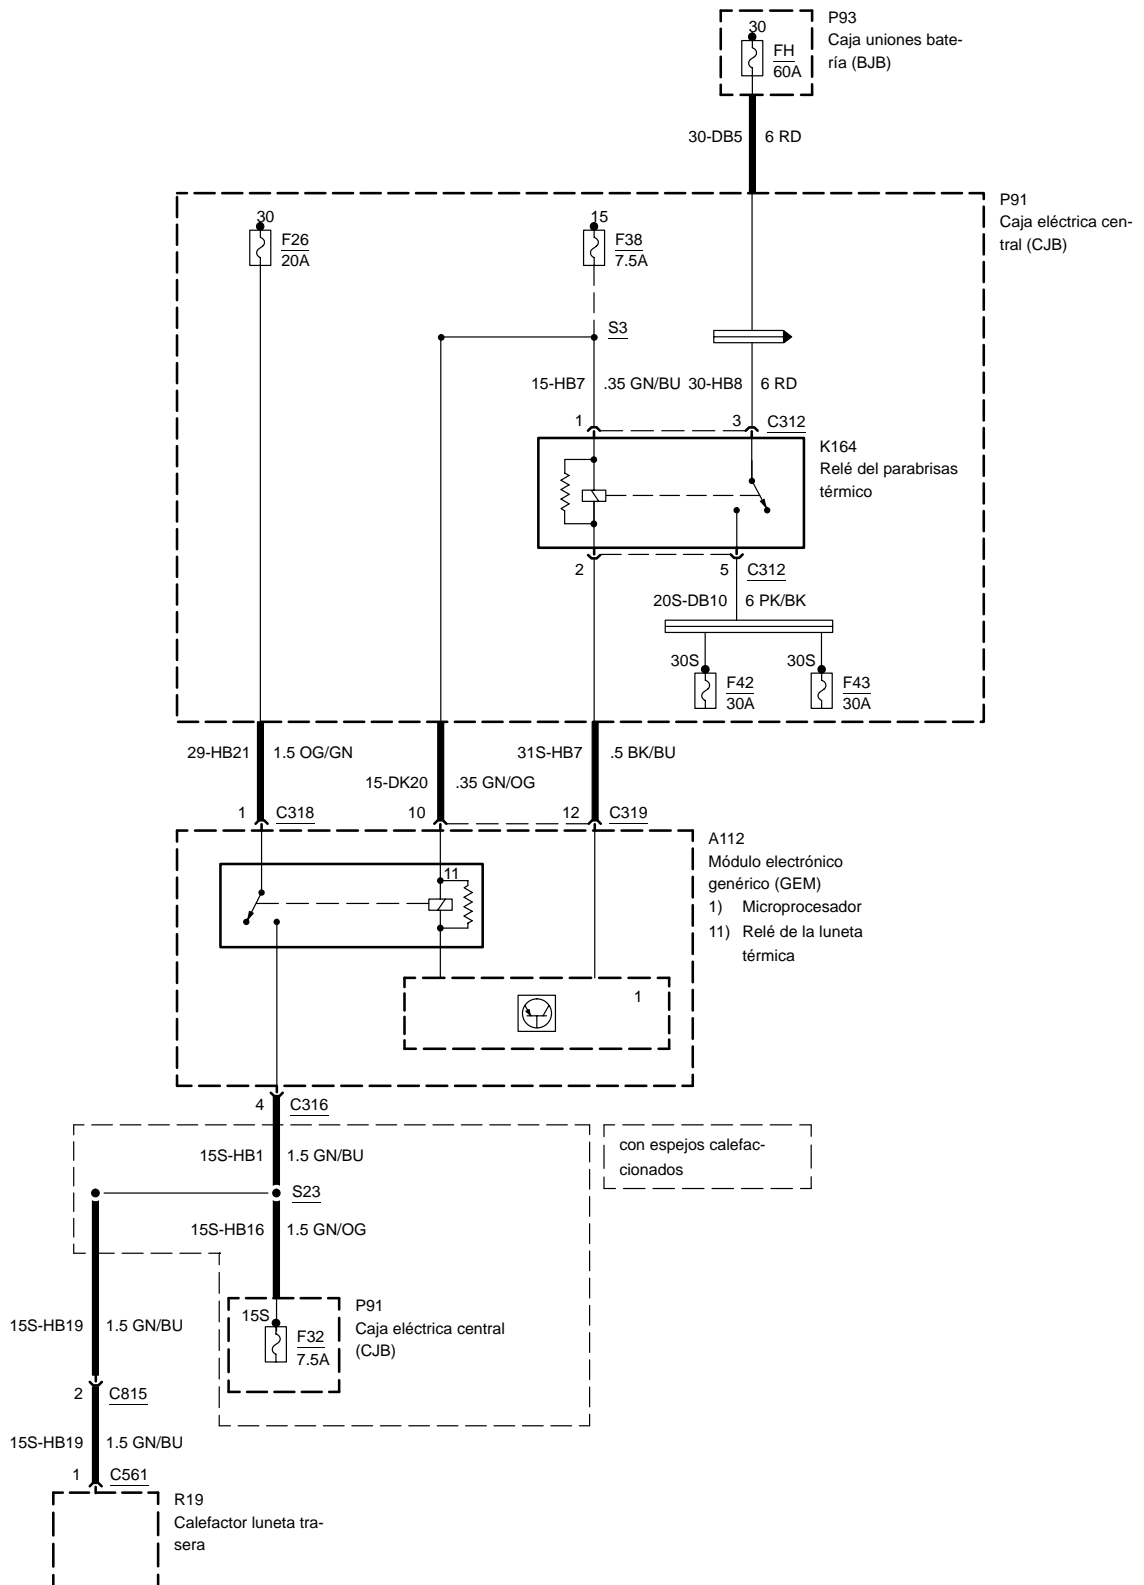 P93
Caja uniones bate-
ría (BJB)
30
FH
60A
30-DB5
6 RD
P91
Caja eléctrica cen-
tral (CJB)
30
F26
20A
15
F38
7.5A
S3
15-HB7
.35 GN/BU
30-HB8
6 RD
1
3
C312
K164
Relé del parabrisas
térmico
2
5
C312
20S-DB10
6 PK/BK
30S
F42
30A
30S
F43
30A
29-HB21
1.5 OG/GN
31S-HB7
.5 BK/BU
15-DK20
.35 GN/OG
1
C318
10
12
C319
A112
Módulo electrónico
genérico (GEM)
1) Microprocesador
11) Relé de la luneta
térmica
11
1
4
C316
con espejos calefac-
cionados
15S-HB1
1.5 GN/BU
S23
15S-HB16
1.5 GN/OG
P91
Caja eléctrica central
(CJB)
15S
F32
7.5A
15S-HB19
1.5 GN/BU
2
C815
15S-HB19
1.5 GN/BU
1
C561
R19
Calefactor luneta tra-
sera